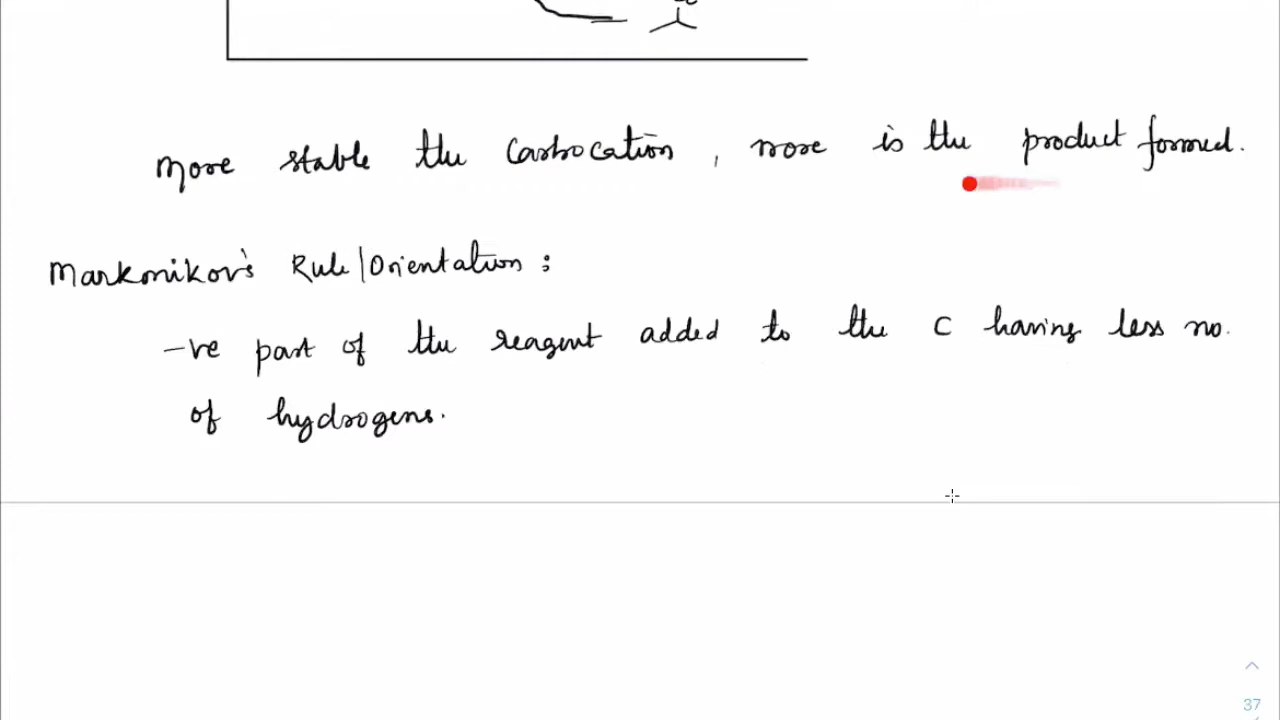 More stable the Carbocation, more is the product formed.
Markonikov's Rule/Orientation :
-ve part of the reagent added to the C having less no.
of hydrogens.
37